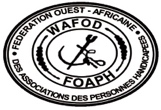 FEDERATION OUEST - AFRICAINE
WAFOD
FOAPH
DES ASSOCIATIONS DES PERSONNES HANDICAPEES